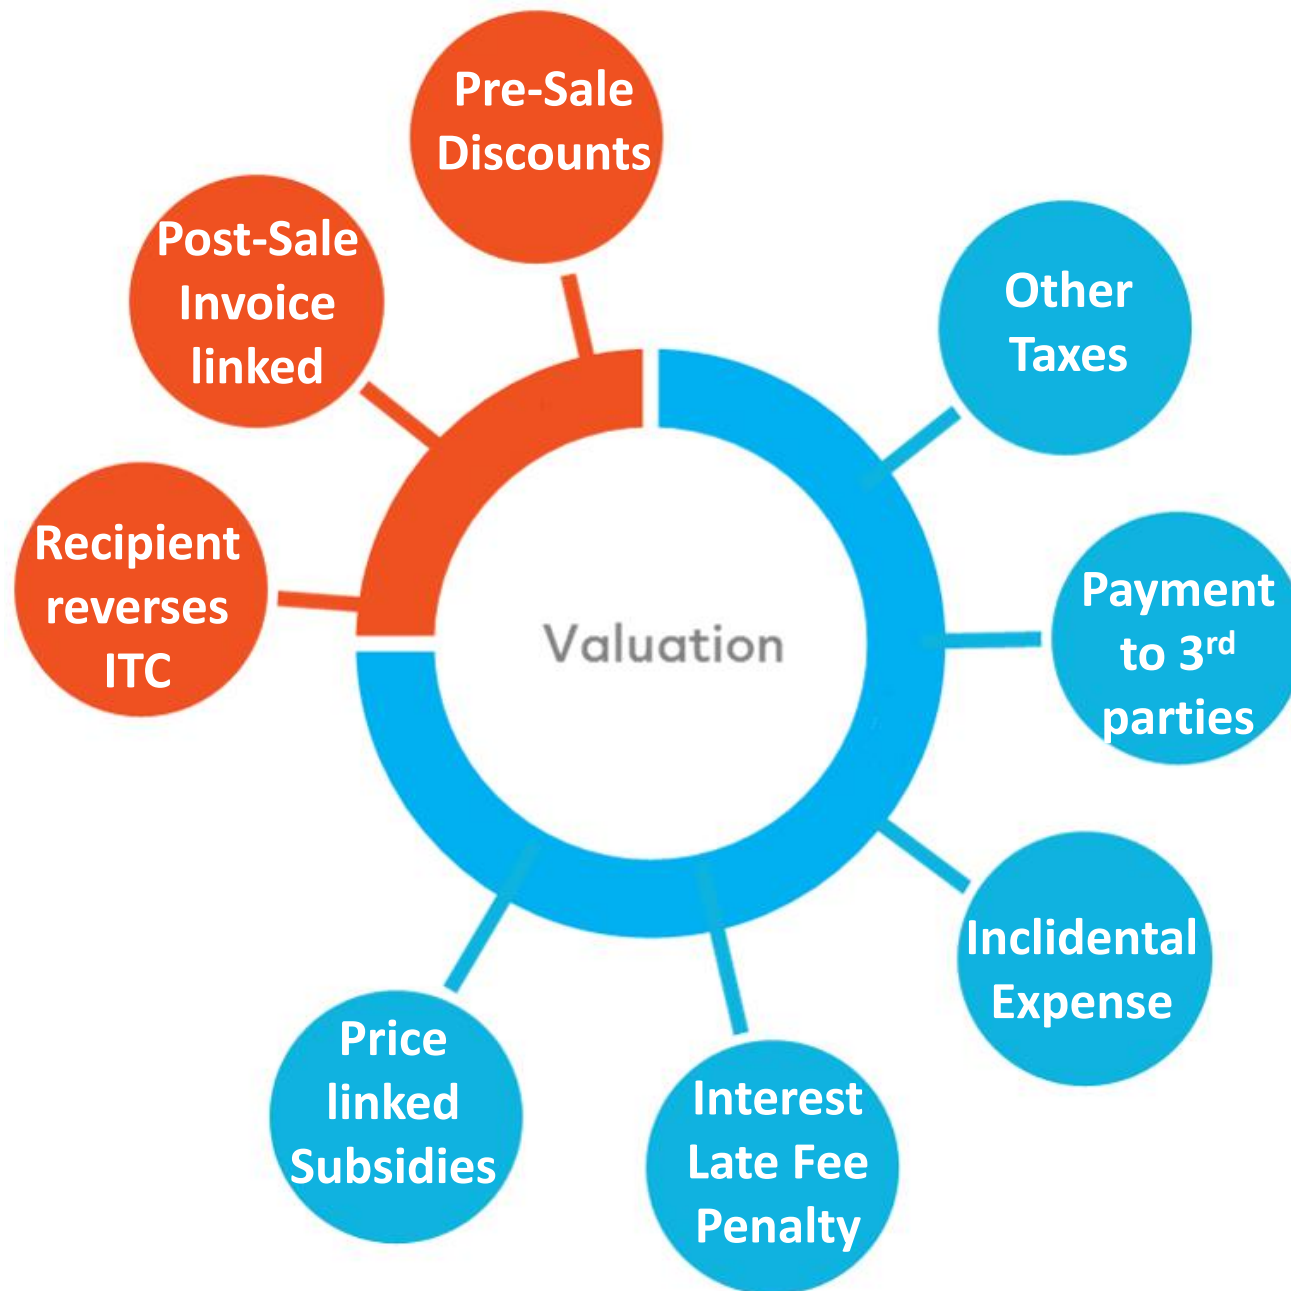 Pre-Sale
Discounts
Post-Sale
Invoice
linked
Recipient
reverses
ITC
Valuation
Other
Taxes
Payment
to 3rd
parties
Inclidental
Expense
Interest
Late Fee
Penalty
Price
linked
Subsidies